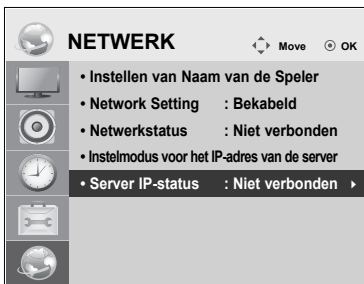 NETWERK Move OK
• Instellen van Naam van de Speler
• Network Setting : Bekabeld
• Netwerkstatus : Niet verbonden
• Instelmodus voor het IP-adres van de server
• Server IP-status : Niet verbonden